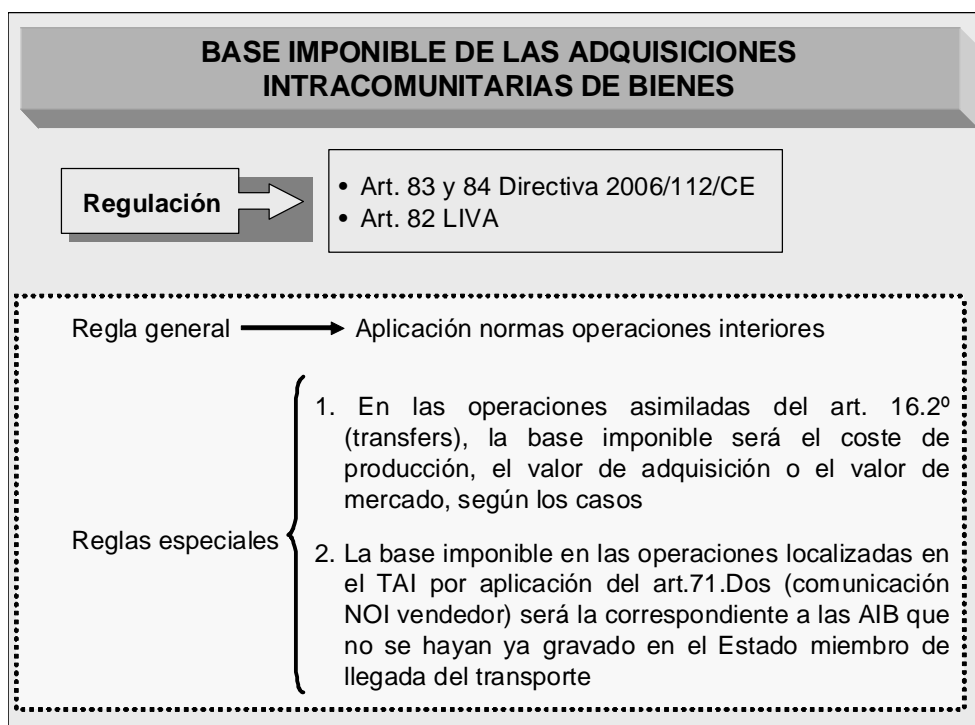 BASE IMPONIBLE DE LAS ADQUISICIONES
INTRACOMUNITARIAS DE BIENES
Regulación
• Art. 83 y 84 Directiva 2006/112/CE
• Art. 82 LIVA
Regla general
Aplicación normas operaciones interiores
Reglas especiales
1. En las operaciones asimiladas del art. 16.2º
(transfers), la base imponible será el coste de
producción, el valor de adquisición o el valor de
mercado, según los casos
2. La base imponible en las operaciones localizadas en
el TAI por aplicación del art.71.Dos (comunicación
NOI vendedor) será la correspondiente a las AIB que
no se hayan ya gravado en el Estado miembro de
llegada del transporte